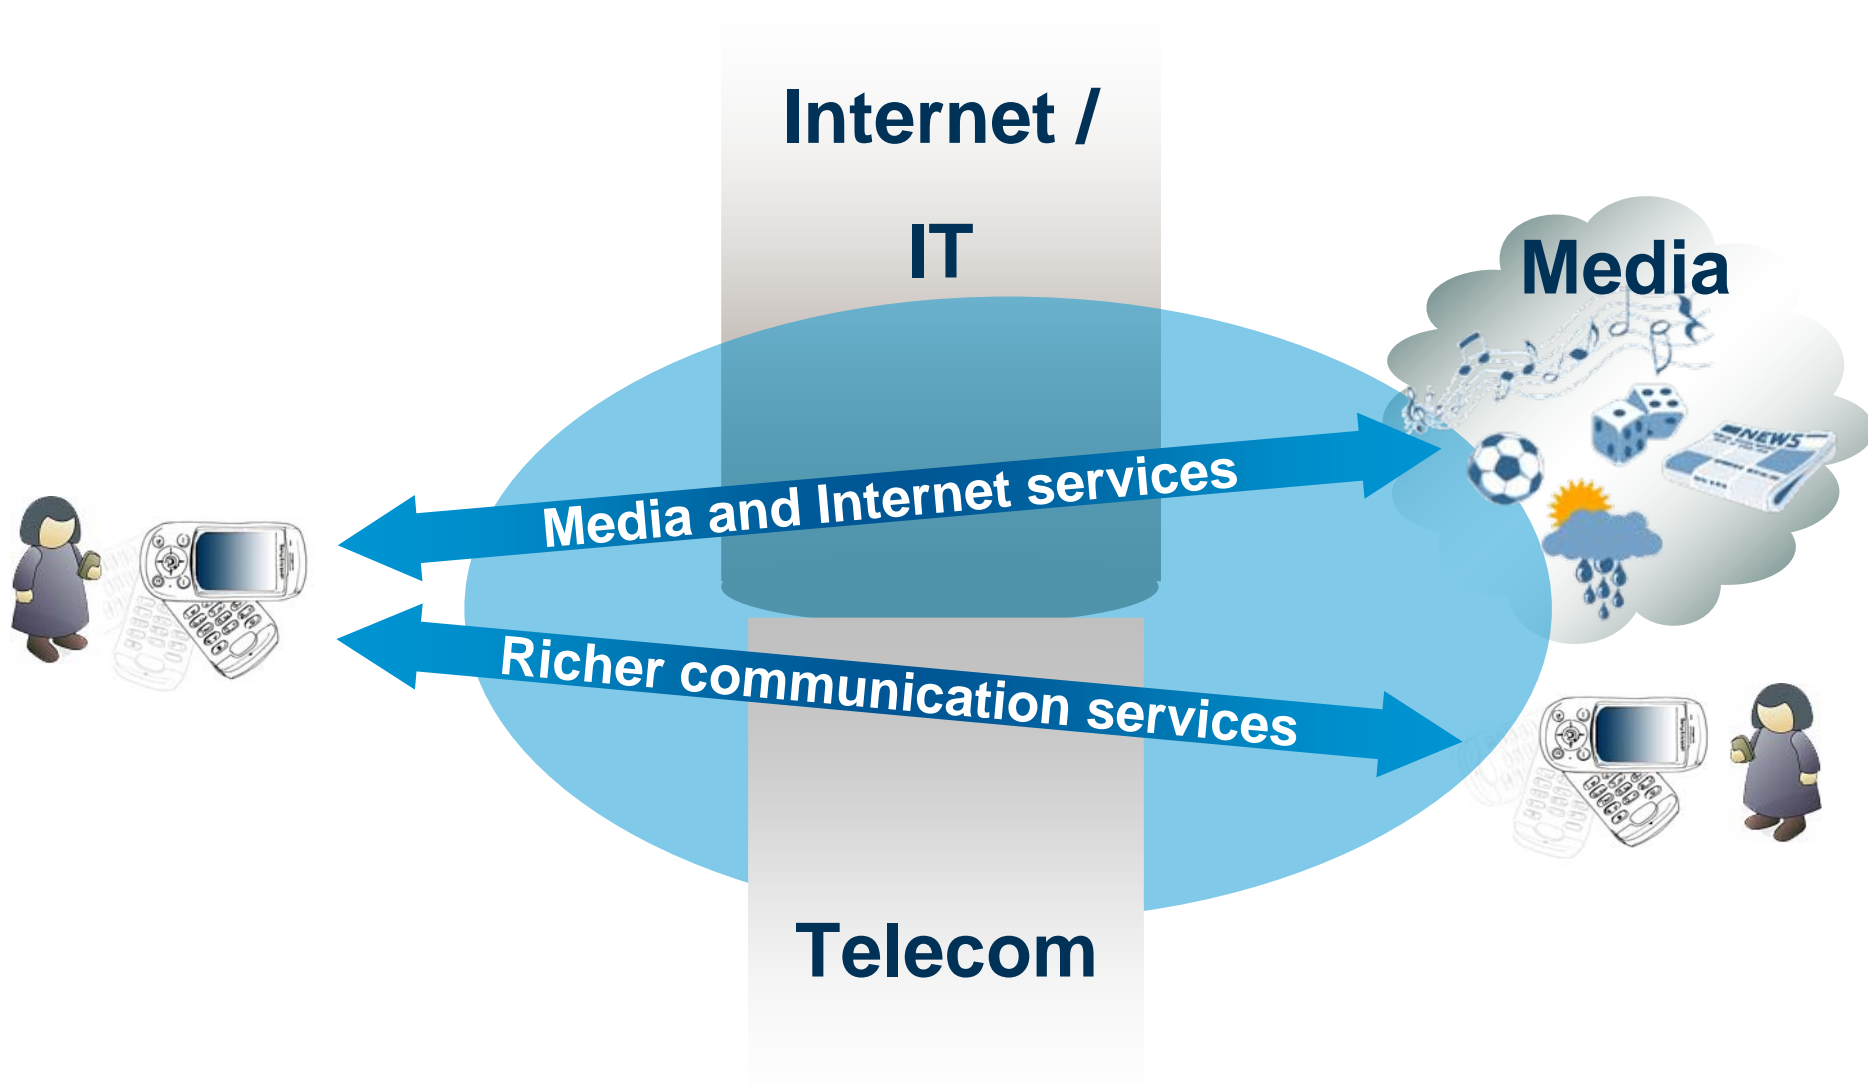 Internet /
IT
Media
NEWS
Media and Internet services
Richer communication services
Telecom